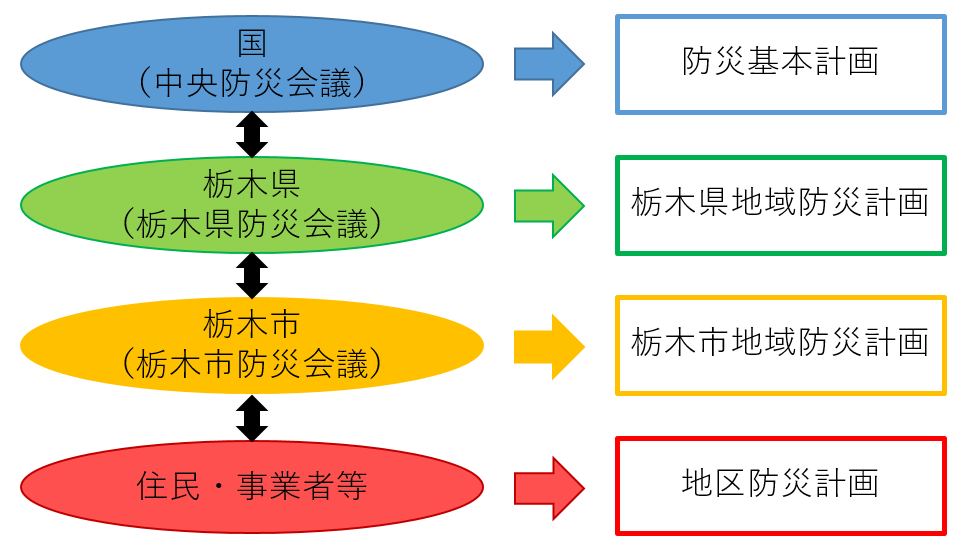 国
（中央防災会議）
防災基本計画
栃木県
（栃木県防災会議）
栃木県地域防災計画
栃木市
（栃木市防災会議）
栃木市地域防災計画
住民・事業者等
地区防災計画